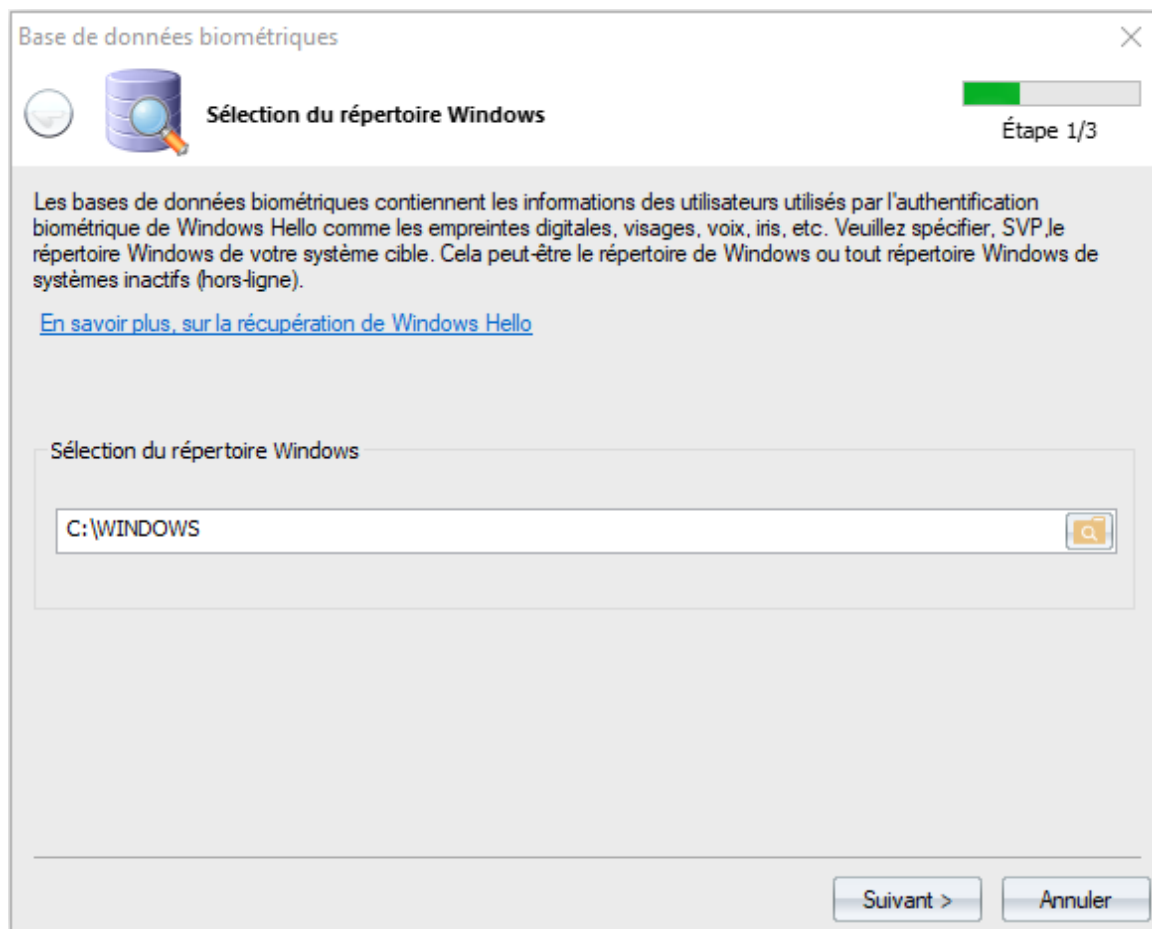 Base de données biométriques
Sélection du répertoire Windows
Étape 1/3
Les bases de données biométriques contiennent les informations des utilisateurs utilisés par l'authentification
biométrique de Windows Hello comme les empreintes digitales, visages, voix, iris, etc. Veuillez spécifier, SVP,le
répertoire Windows de votre système cible. Cela peut-être le répertoire de Windows ou tout répertoire Windows de
systèmes inactifs (hors-ligne).
En savoir plus, sur la récupération de Windows Hello
Sélection du répertoire Windows
C:\WINDOWS
Suivant >
Annuler